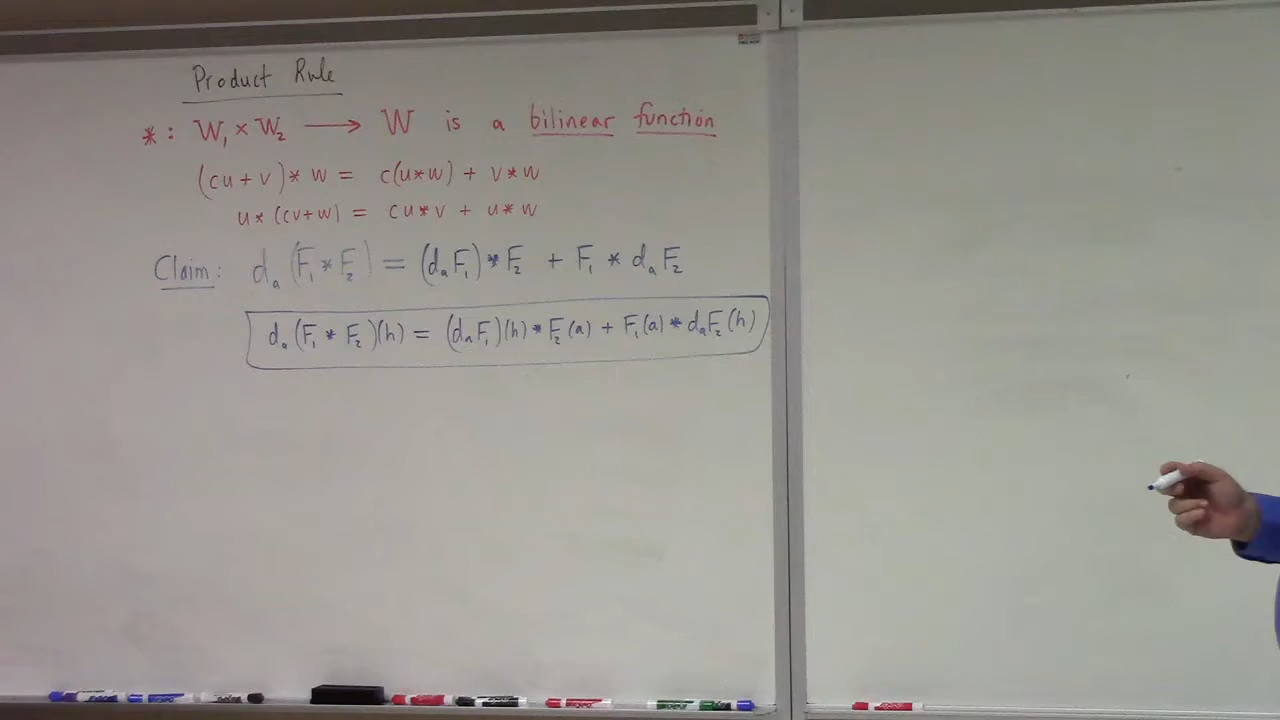 Product Rule
* : W₁ × W₂ ⟶ W is a bilinear function
(cu + v) * w = c(u*w) + v*w
u * (cv+w) = cu*v + u*w
Claim: dₐ(F₁ * F₂) = (dₐF₁) * F₂ + F₁ * dₐF₂
dₐ(F₁ * F₂)(h) = (dₐF₁)(h) * F₂(a) + F₁(a) * dₐF₂(h)